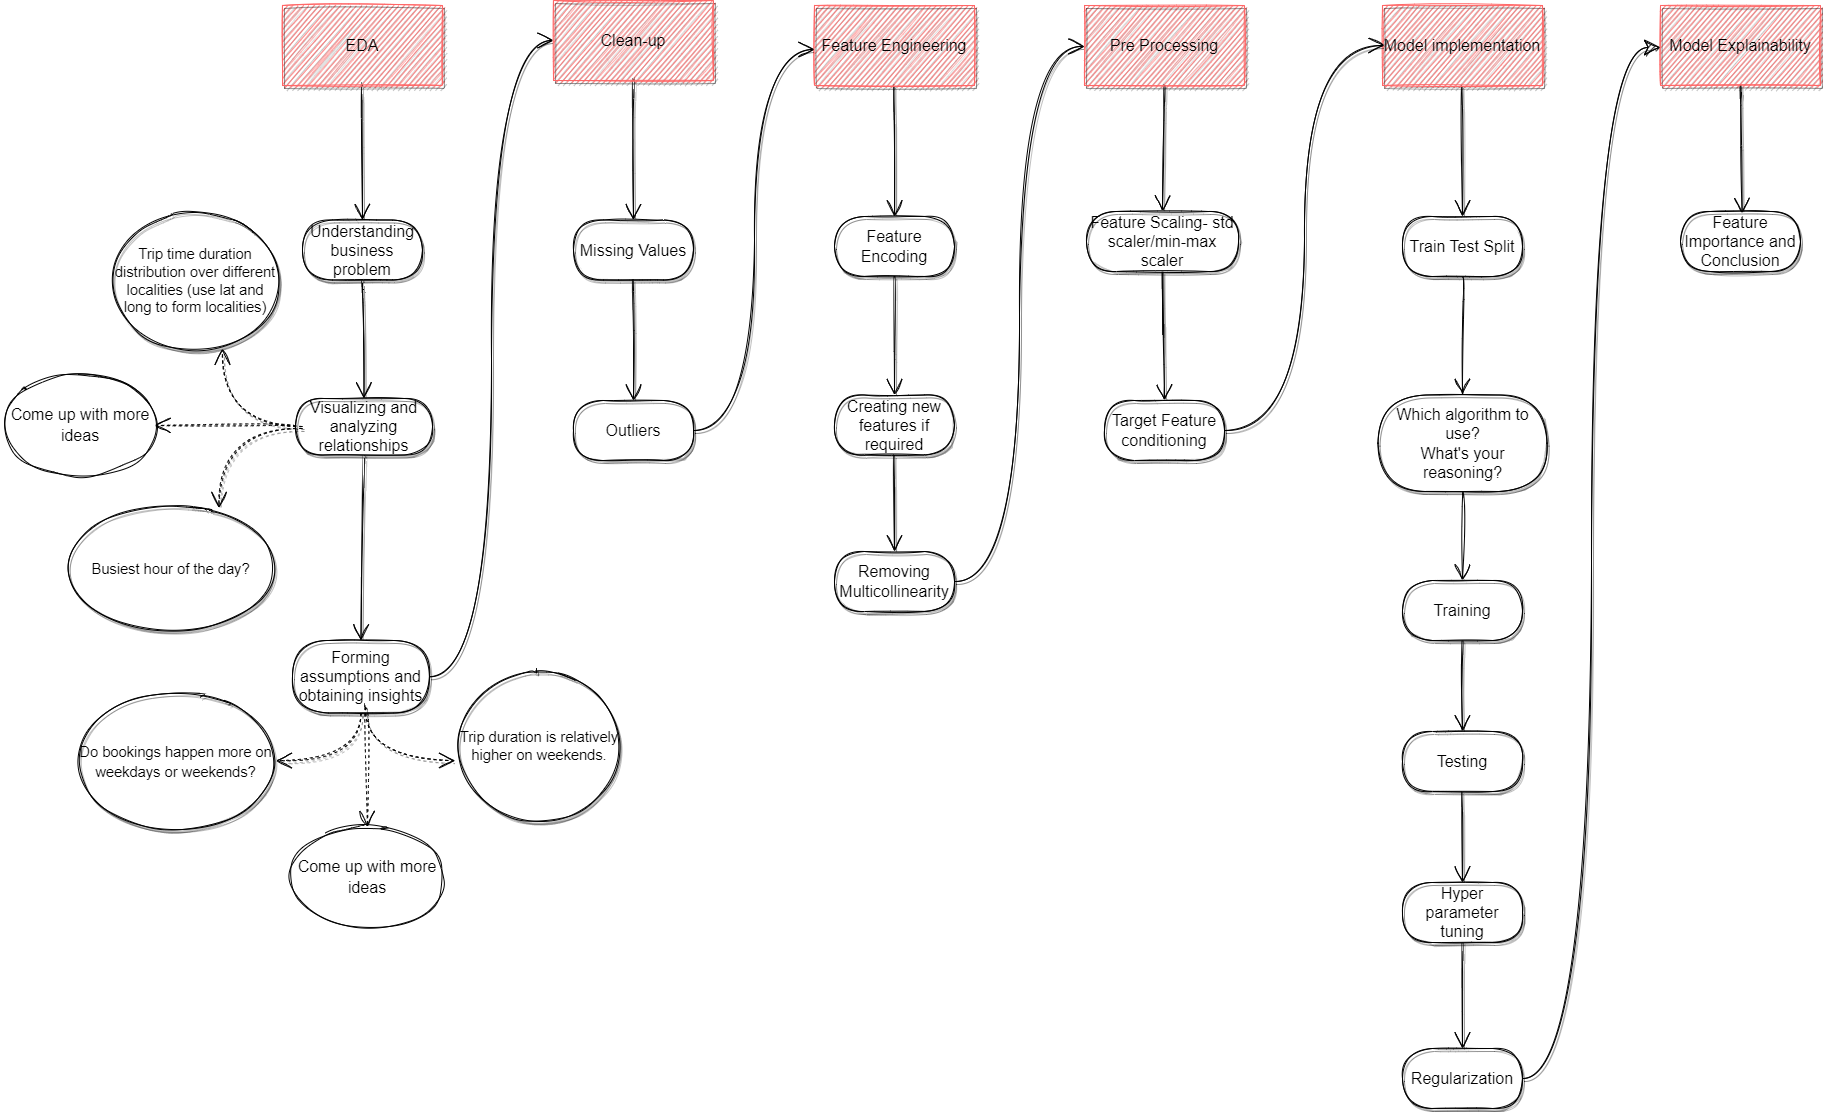 EDA
Clean-up
Feature Engineering
Pre Processing
Model implementation
Model Explainability
Understanding
business
problem
Trip time duration
distribution over different
localities (use lat and
long to form localities)
Visualizing and
analyzing
relationships
Come up with more
ideas
Busiest hour of the day?
Forming
assumptions and
obtaining insights
Do bookings happen more on
weekdays or weekends?
Come up with more
ideas
Trip duration is relatively
higher on weekends.
Missing Values
Outliers
Feature
Encoding
Creating new
features if
required
Removing
Multicollinearity
Feature Scaling- std
scaler/min-max
scaler
Target Feature
conditioning
Train Test Split
Which algorithm to
use?
What's your
reasoning?
Training
Testing
Hyper
parameter
tuning
Regularization
Feature
Importance and
Conclusion